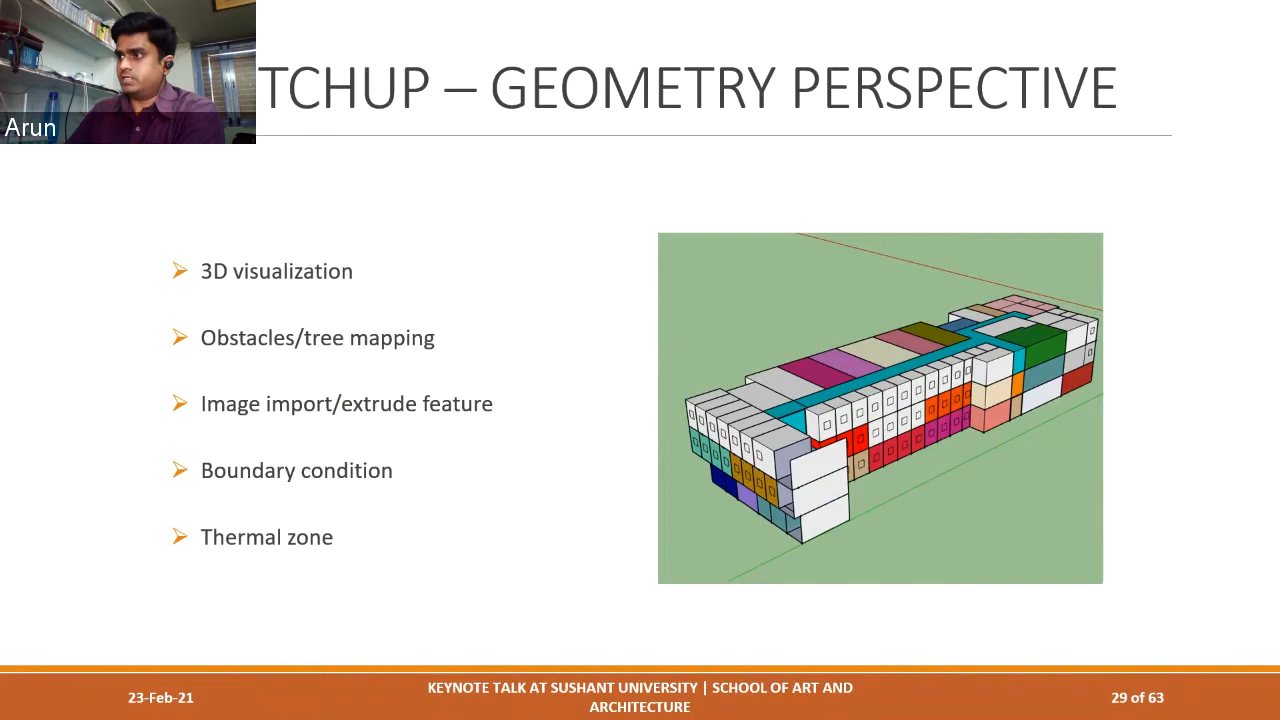 TCHUP – GEOMETRY PERSPECTIVE
Arun
3D visualization
Obstacles/tree mapping
Image import/extrude feature
Boundary condition
Thermal zone
23-Feb-21
KEYNOTE TALK AT SUSHANT UNIVERSITY | SCHOOL OF ART AND
ARCHITECTURE
29 of 63